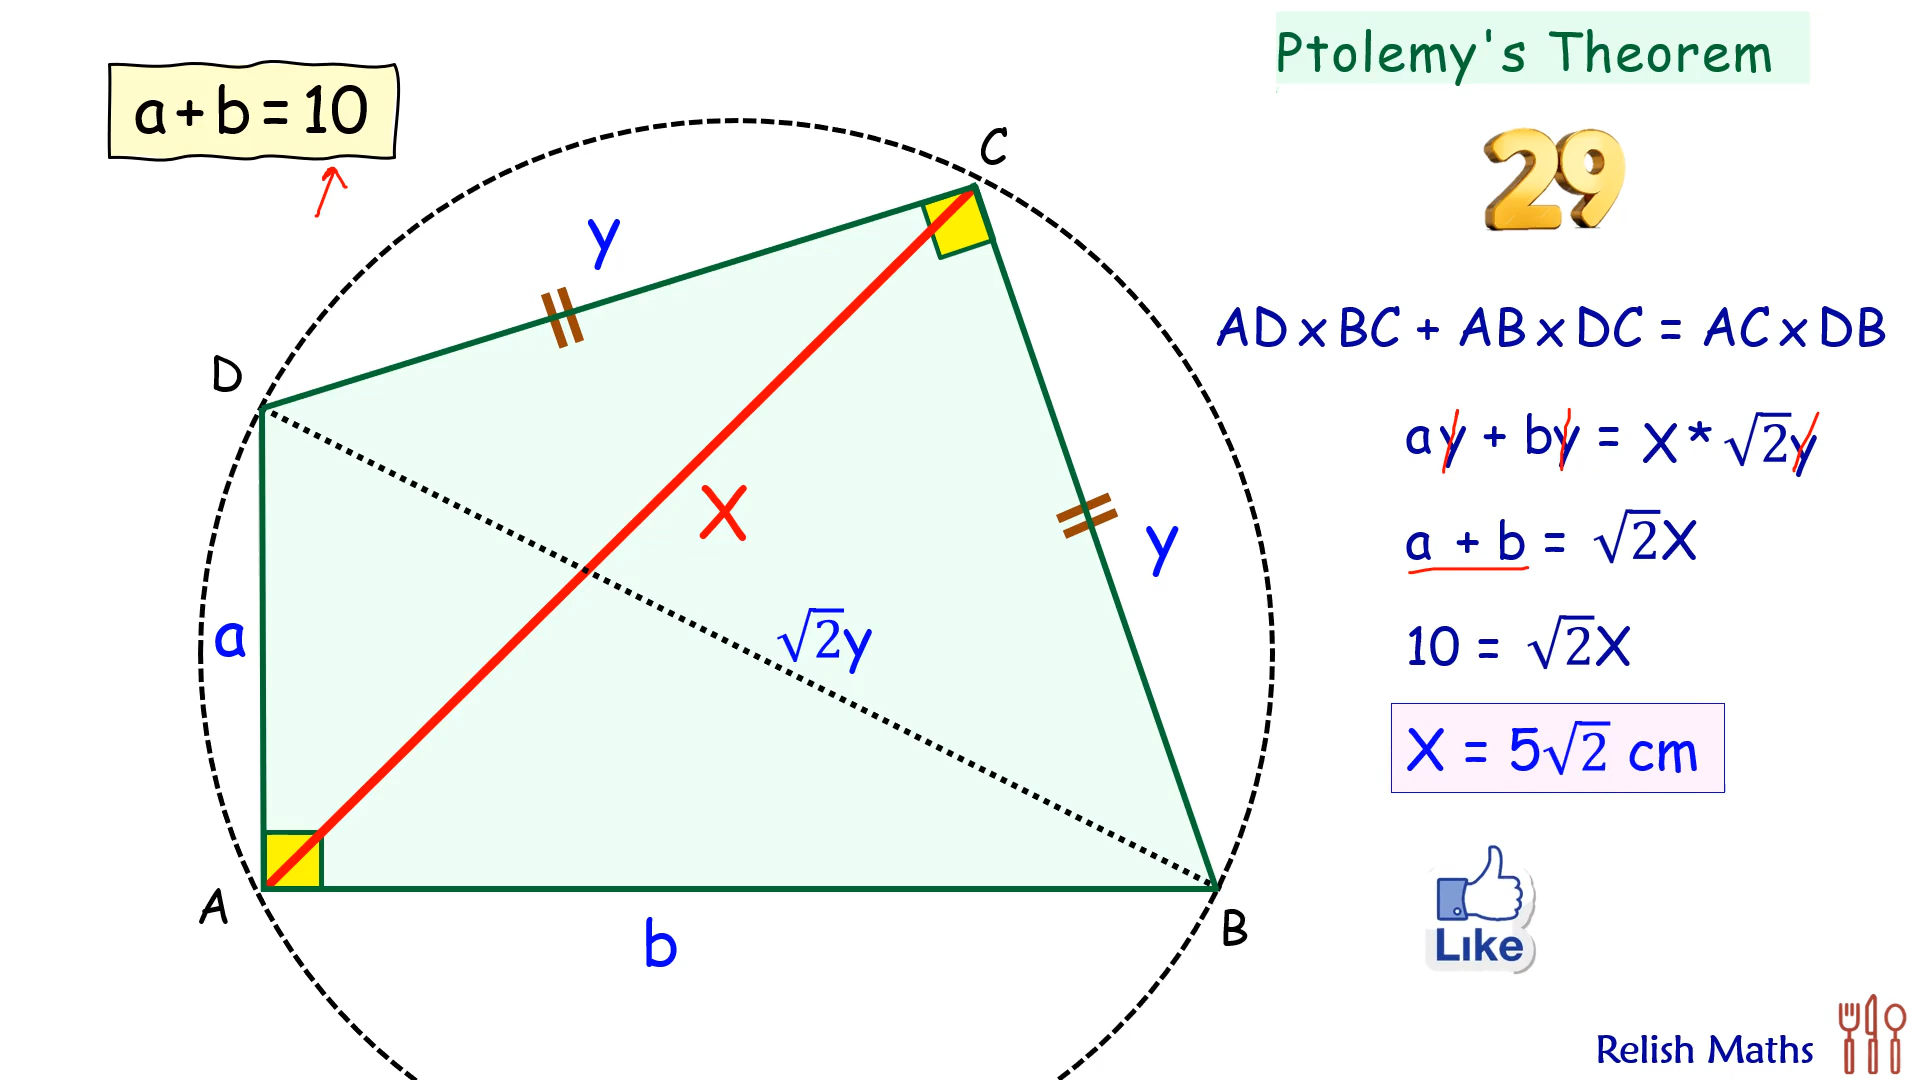 Ptolemy's Theorem
a + b = 10
29
C
y
D
AD x BC + AB x DC = AC x DB
ay + by = X * √2y
X
y
a + b = √2X
a
√2y
10 = √2X
X = 5√2 cm
A
b
B
Like
Relish Maths